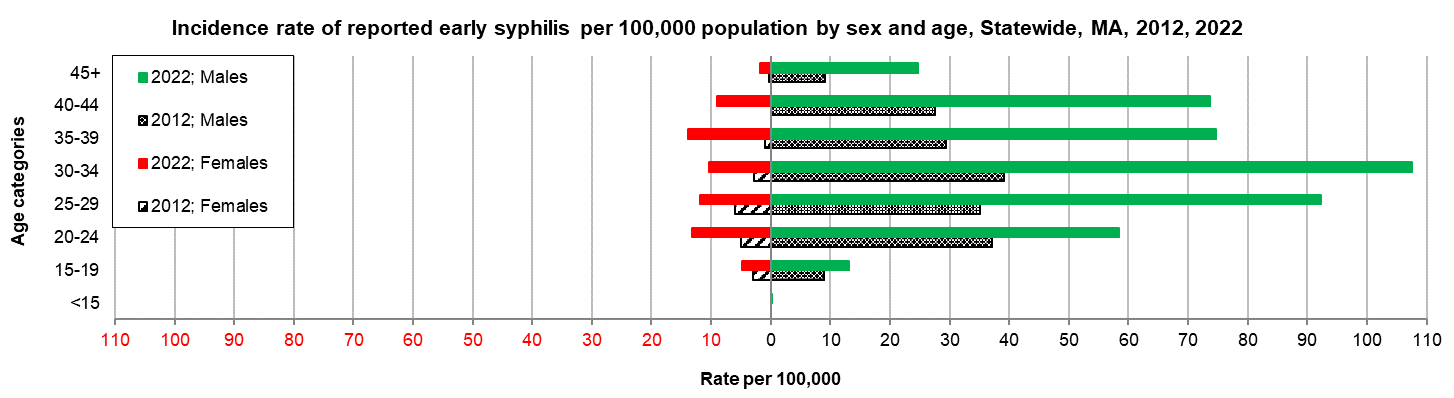 Incidence rate of reported early syphilis per 100,000 population by sex and age, Statewide, MA, 2012, 2022
Age categories
45+
40-44
35-39
30-34
25-29
20-24
15-19
<15
2022; Males
2012; Males
2022; Females
2012; Females
110 100 90 80 70 60 50 40 30 20 10 0 10 20 30 40 50 60 70 80 90 100 110
Rate per 100,000